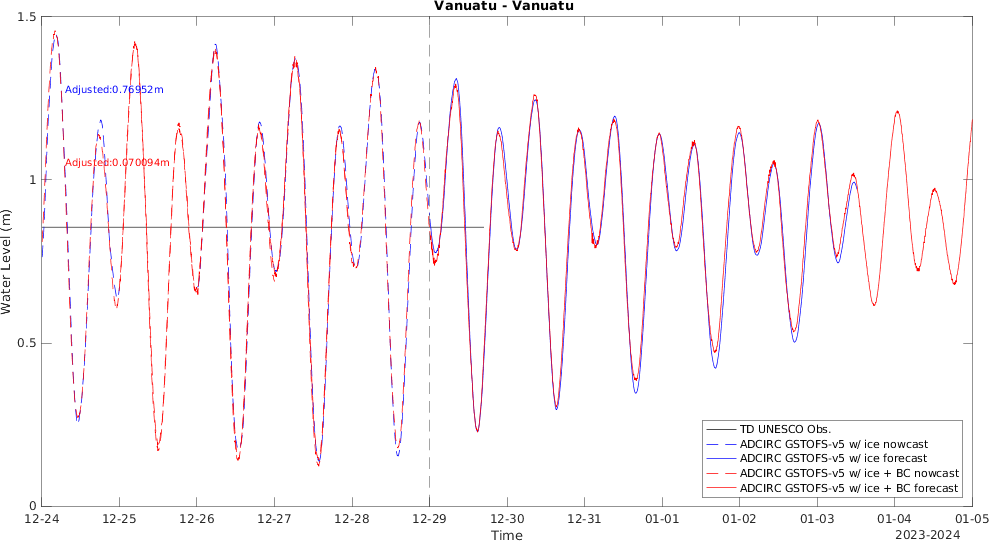 Vanuatu - Vanuatu
1.5
Adjusted:0.76952m
Adjusted:0.070094m
1
Water Level (m)
0.5
TD UNESCO Obs.
ADCIRC GSTOFS-v5 w/ ice nowcast
ADCIRC GSTOFS-v5 w/ ice forecast
ADCIRC GSTOFS-v5 w/ ice + BC nowcast
ADCIRC GSTOFS-v5 w/ ice + BC forecast
0
12-24 12-25 12-26 12-27 12-28 12-29 12-30 12-31 01-01 01-02 01-03 01-04 01-05
Time
2023-2024